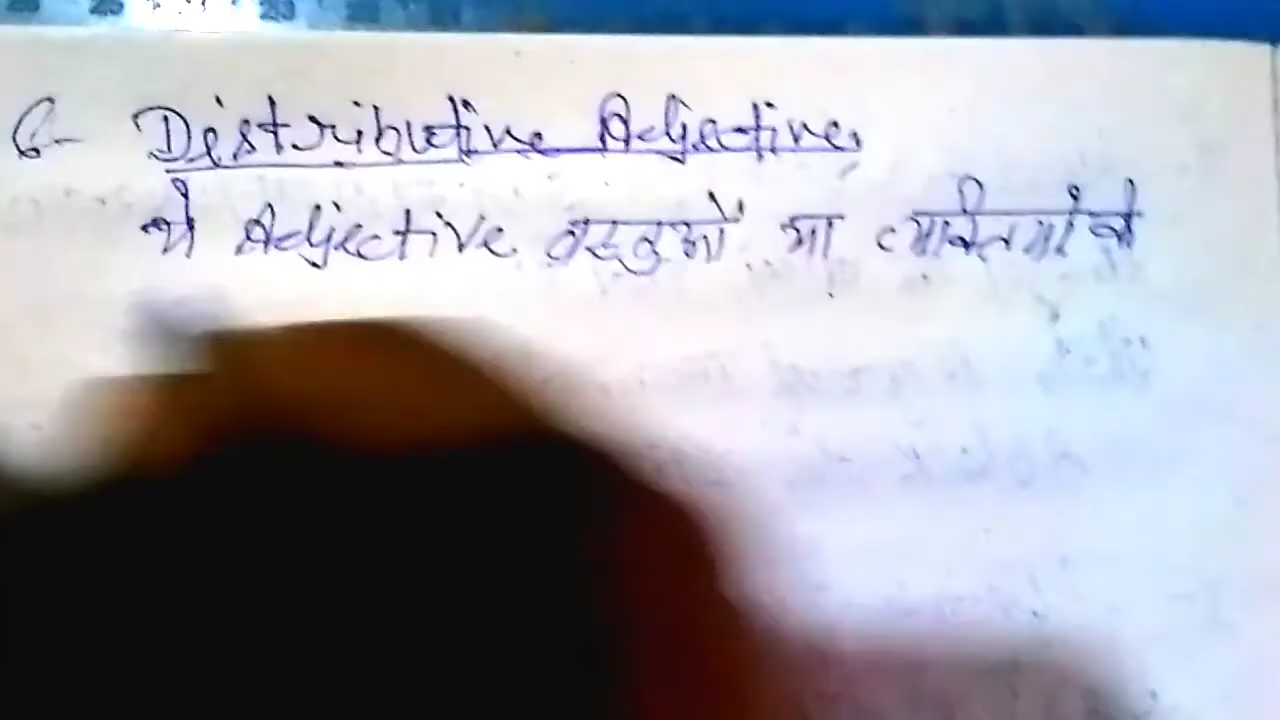 6- Distributive Adjective,
ये Adjective वस्तुओं या व्यक्तियों के